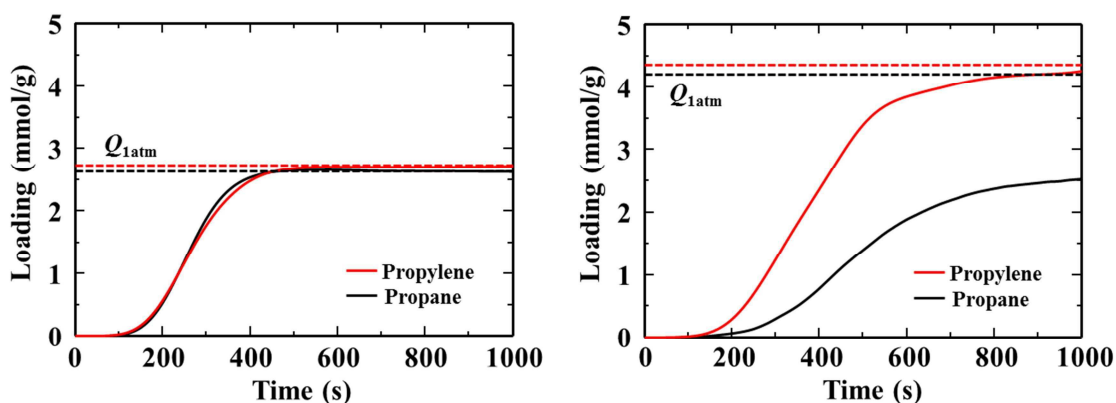 5
4
3
2
1
0
Loading (mmol/g)
Q1atm
Propylene
Propane
0 200 400 600 800 1000
Time (s)
5
4
3
2
1
0
Loading (mmol/g)
Q1atm
Propylene
Propane
0 200 400 600 800 1000
Time (s)